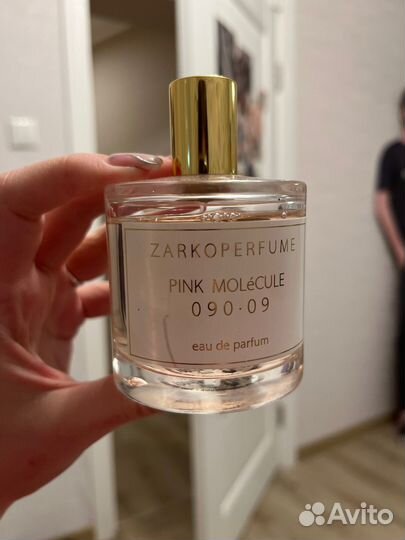 ZARKOPERFUME
PINK MOLéCULE
090·09
eau de parfum
Avito